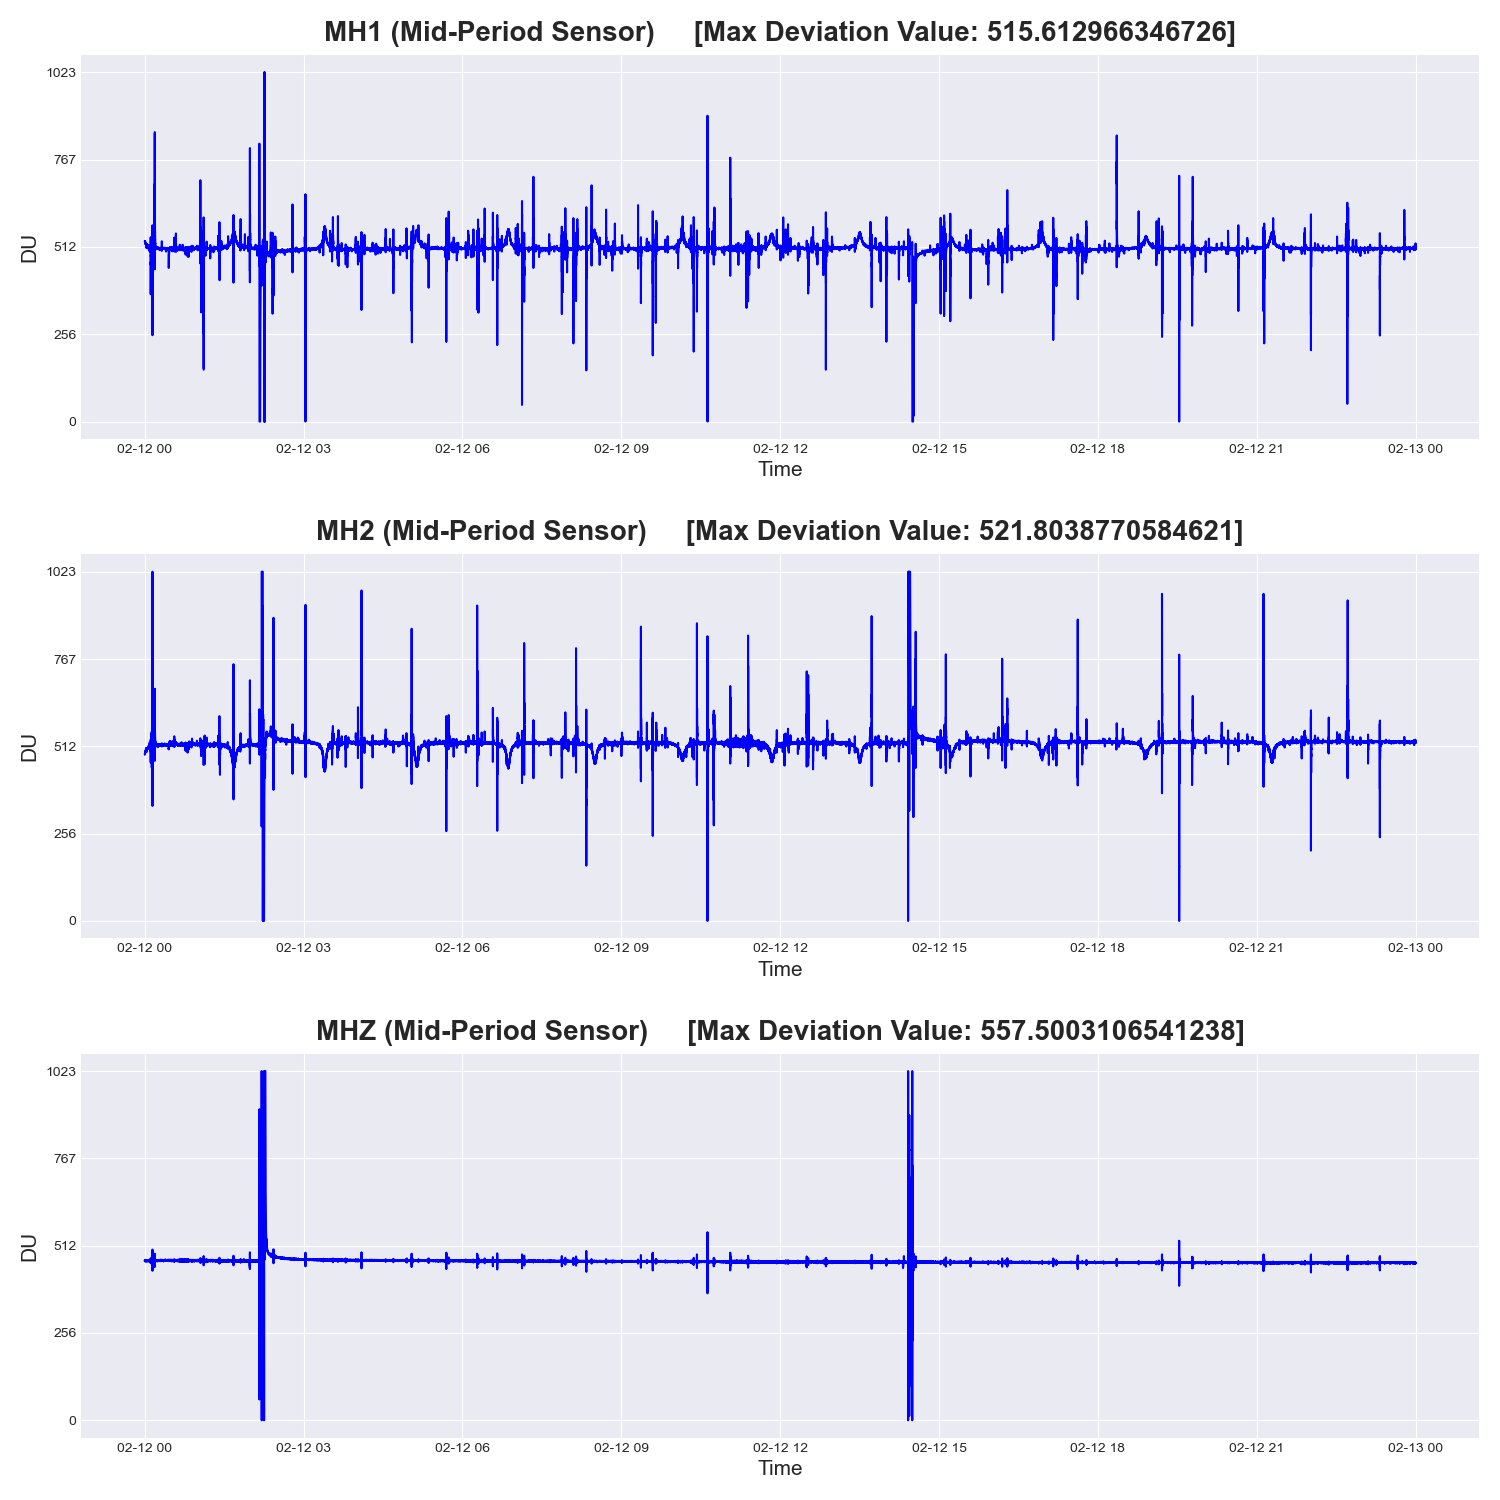 MH1 (Mid-Period Sensor) [Max Deviation Value: 515.612966346726]
1023
767
512
256
0
DU
02-12 00 02-12 03 02-12 06 02-12 09 02-12 12 02-12 15 02-12 18 02-12 21 02-13 00
Time
MH2 (Mid-Period Sensor) [Max Deviation Value: 521.8038770584621]
1023
767
512
256
0
DU
02-12 00 02-12 03 02-12 06 02-12 09 02-12 12 02-12 15 02-12 18 02-12 21 02-13 00
Time
MHZ (Mid-Period Sensor) [Max Deviation Value: 557.5003106541238]
1023
767
512
256
0
DU
02-12 00 02-12 03 02-12 06 02-12 09 02-12 12 02-12 15 02-12 18 02-12 21 02-13 00
Time